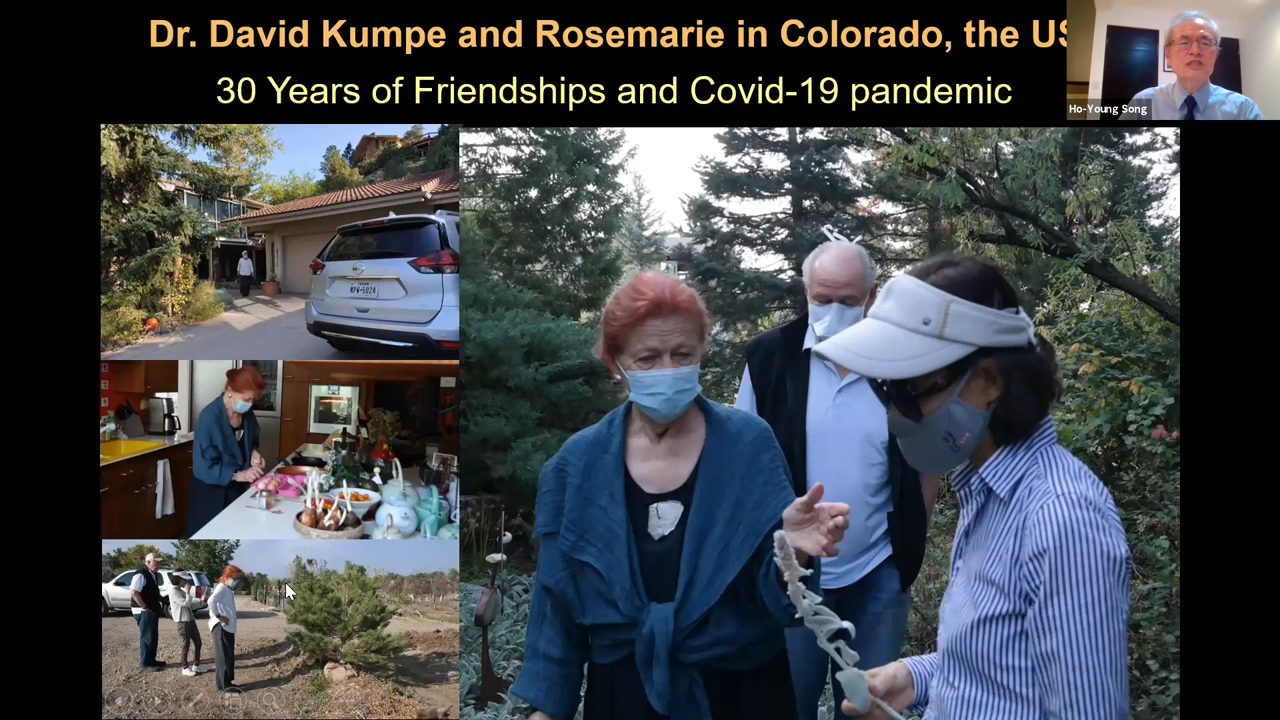 Dr. David Kumpe and Rosemarie in Colorado, the US
30 Years of Friendships and Covid-19 pandemic
Ho-Young Song